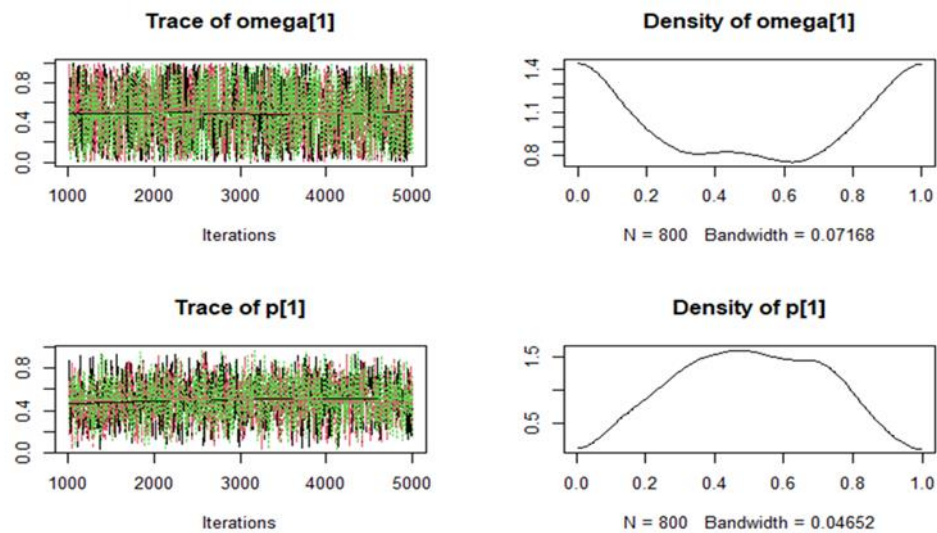 Trace of omega[1]
Density of omega[1]
0.0 0.4 0.8
1000 2000 3000 4000 5000
Iterations
0.8 1.1 1.4
0.0 0.2 0.4 0.6 0.8 1.0
N = 800 Bandwidth = 0.07168
Trace of p[1]
Density of p[1]
0.0 0.4 0.8
1000 2000 3000 4000 5000
Iterations
0.5 1.5
0.0 0.2 0.4 0.6 0.8 1.0
N = 800 Bandwidth = 0.04652